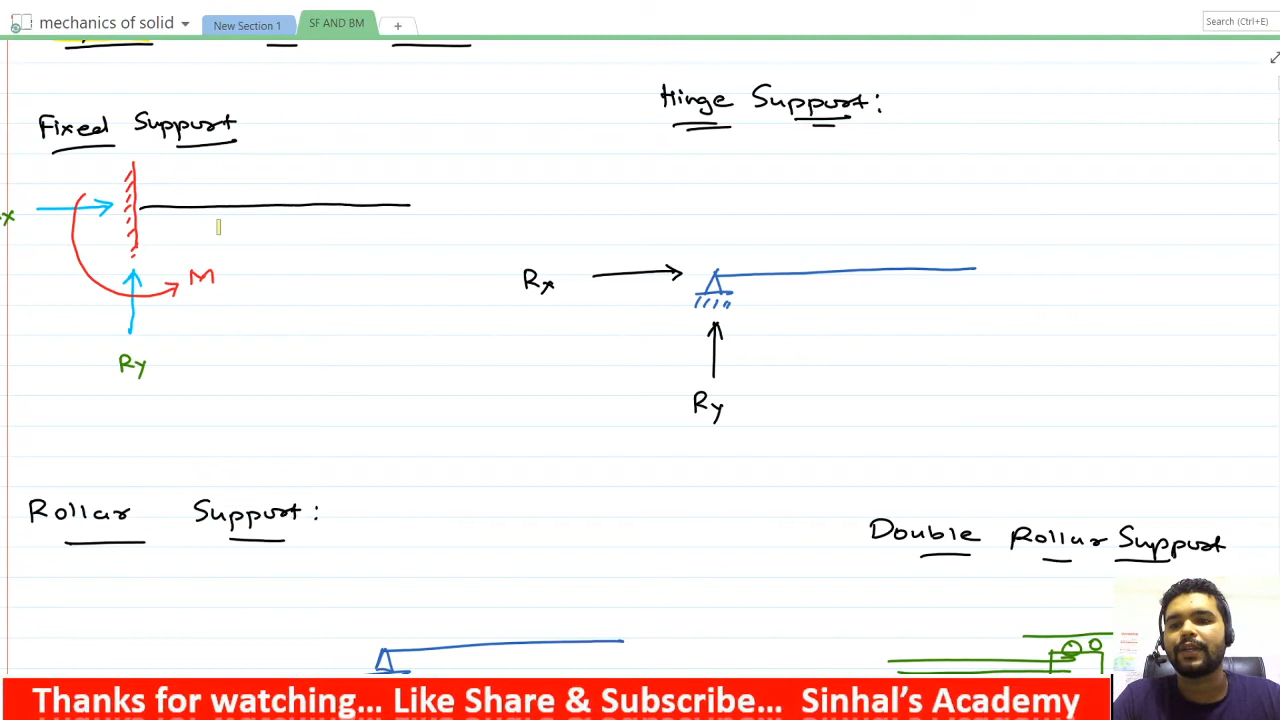 mechanics of solid
New Section 1
SF AND BM
+
Search (Ctrl+E)
Hinge Support:
Fixed Support
x
M
Ry
Rx
Ry
Rollar Support:
Double Rollar Support
Thanks for watching... Like Share & Subscribe... Sinhal's Academy